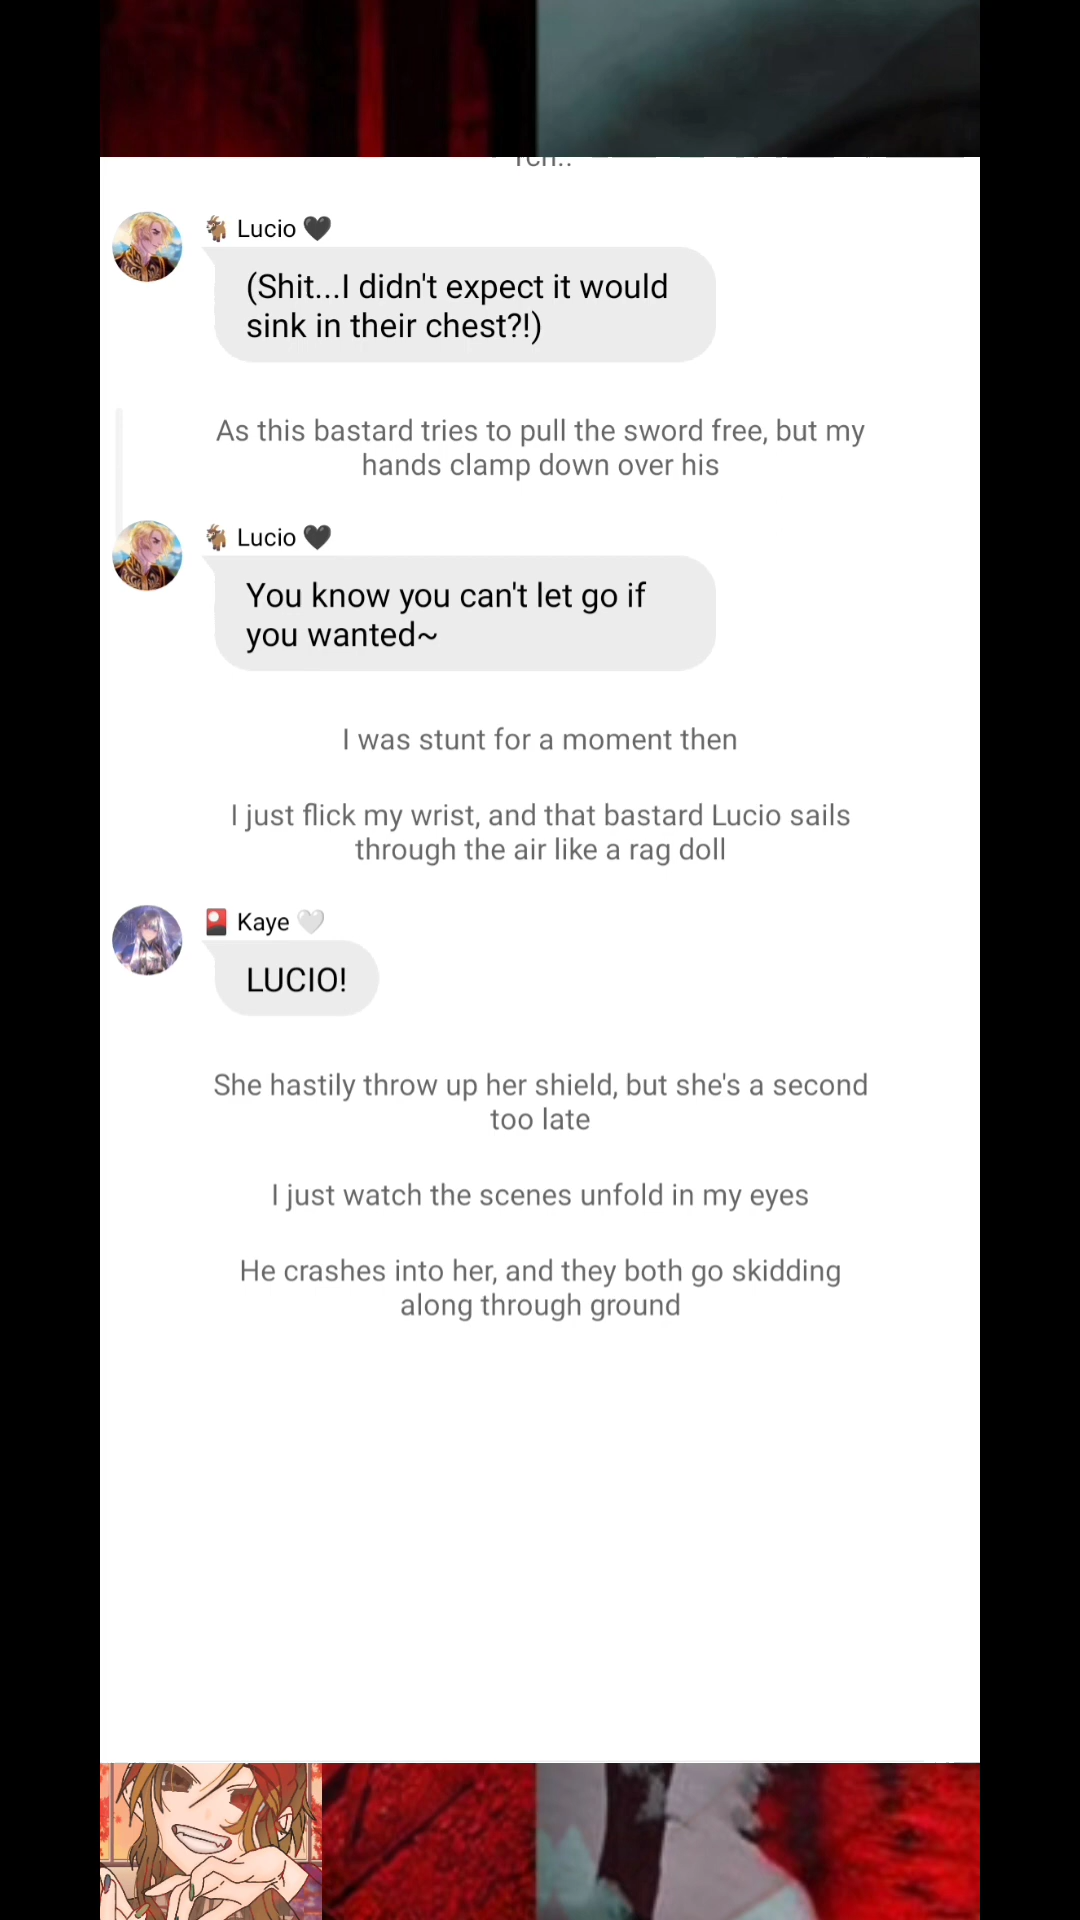 🐐 Lucio 🖤
(Shit...I didn't expect it would
sink in their chest?!)
As this bastard tries to pull the sword free, but my
hands clamp down over his
🐐 Lucio 🖤
You know you can't let go if
you wanted~
I was stunt for a moment then
I just flick my wrist, and that bastard Lucio sails
through the air like a rag doll
🎴 Kaye 🤍
LUCIO!
She hastily throw up her shield, but she's a second
too late
I just watch the scenes unfold in my eyes
He crashes into her, and they both go skidding
along through ground